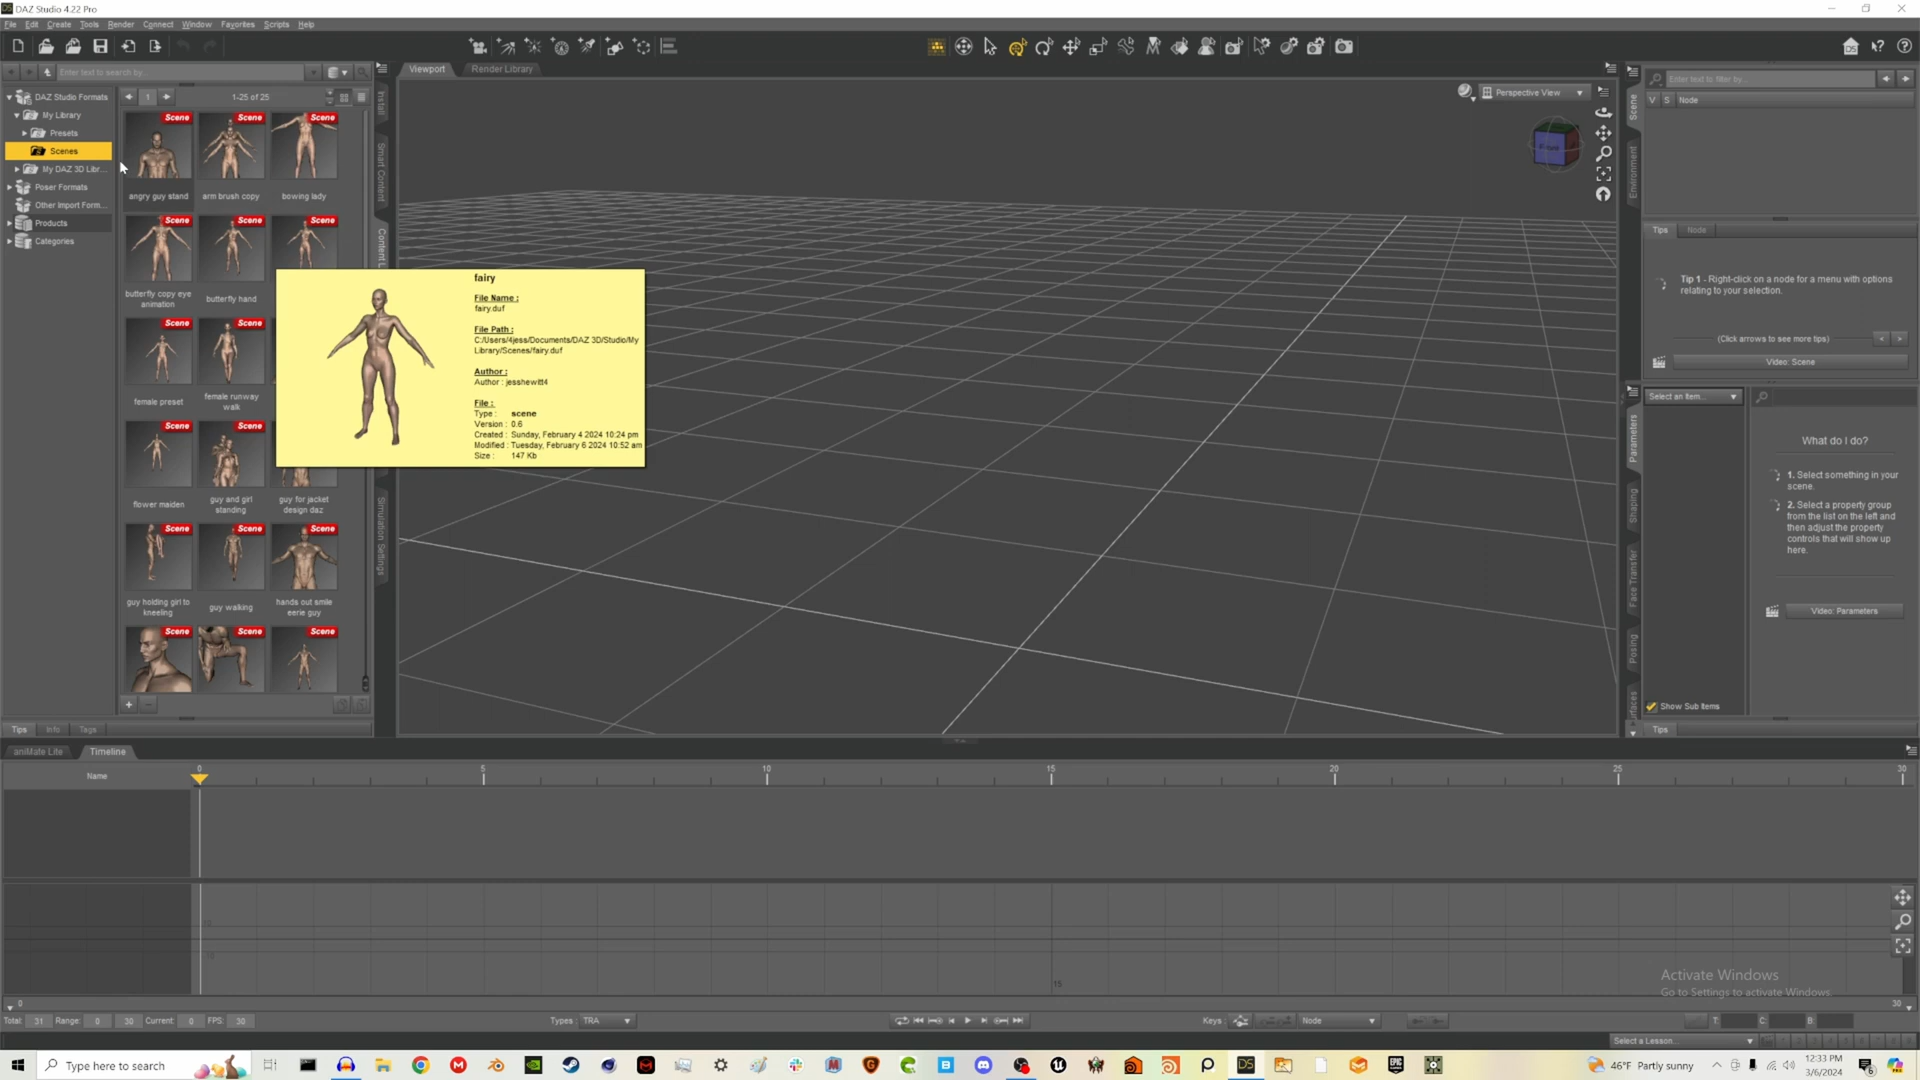 DAZ Studio 4.22 Pro
File Edit Create Tools Render Connect Window Favorites Scripts Help
Enter text to search by...
DAZ Studio Formats
My Library
Presets
Scenes
My DAZ 3D Libr...
Poser Formats
Other Import Form...
Products
Categories
1
1-25 of 25
Scene Scene Scene
angry guy stand arm brush copy bowing lady
Scene Scene Scene
butterfly copy eye animation butterfly hand
Scene Scene
female preset female runway walk
Scene Scene
flower maiden guy and girl standing guy for jacket design daz
Scene Scene Scene
guy holding girl to kneeling guy walking hands out smile eerie guy
Scene Scene Scene
Tips Info Tags
Install
Smart Content
Content L
Simulation Settings
Viewport Render Library
Perspective View
fairy
File Name :
fairy.duf
File Path :
C:/Users/4jess/Documents/DAZ 3D/Studio/My
Library/Scenes/fairy.duf
Author :
Author : jesshewitt4
File :
Type : scene
Version : 0.6
Created : Sunday, February 4 2024 10:24 pm
Modified : Tuesday, February 6 2024 10:52 am
Size : 147 Kb
Scene
Environment
Enter text to filter by...
V S Node
Tips Node
Tip 1 - Right-click on a node for a menu with options
relating to your selection.
(Click arrows to see more tips) < >
Video: Scene
Parameters
Shaping
Face Transfer
Posing
Select an Item...
What do I do?
1. Select something in your
scene.
2. Select a property group
from the list on the left and
then adjust the property
controls that will show up
here.
Video: Parameters
Show Sub Items
Tips
aniMate Lite Timeline
Name
0 5 10 15 20 25 30
15
Activate Windows
Go to Settings to activate Windows.
0 30
Total: 31 Range: 0 30 Current: 0 FPS: 30
Types : TRA
Keys : Node
T: C: B:
Select a Lesson...
Type here to search
46°F Partly sunny
12:33 PM
3/6/2024